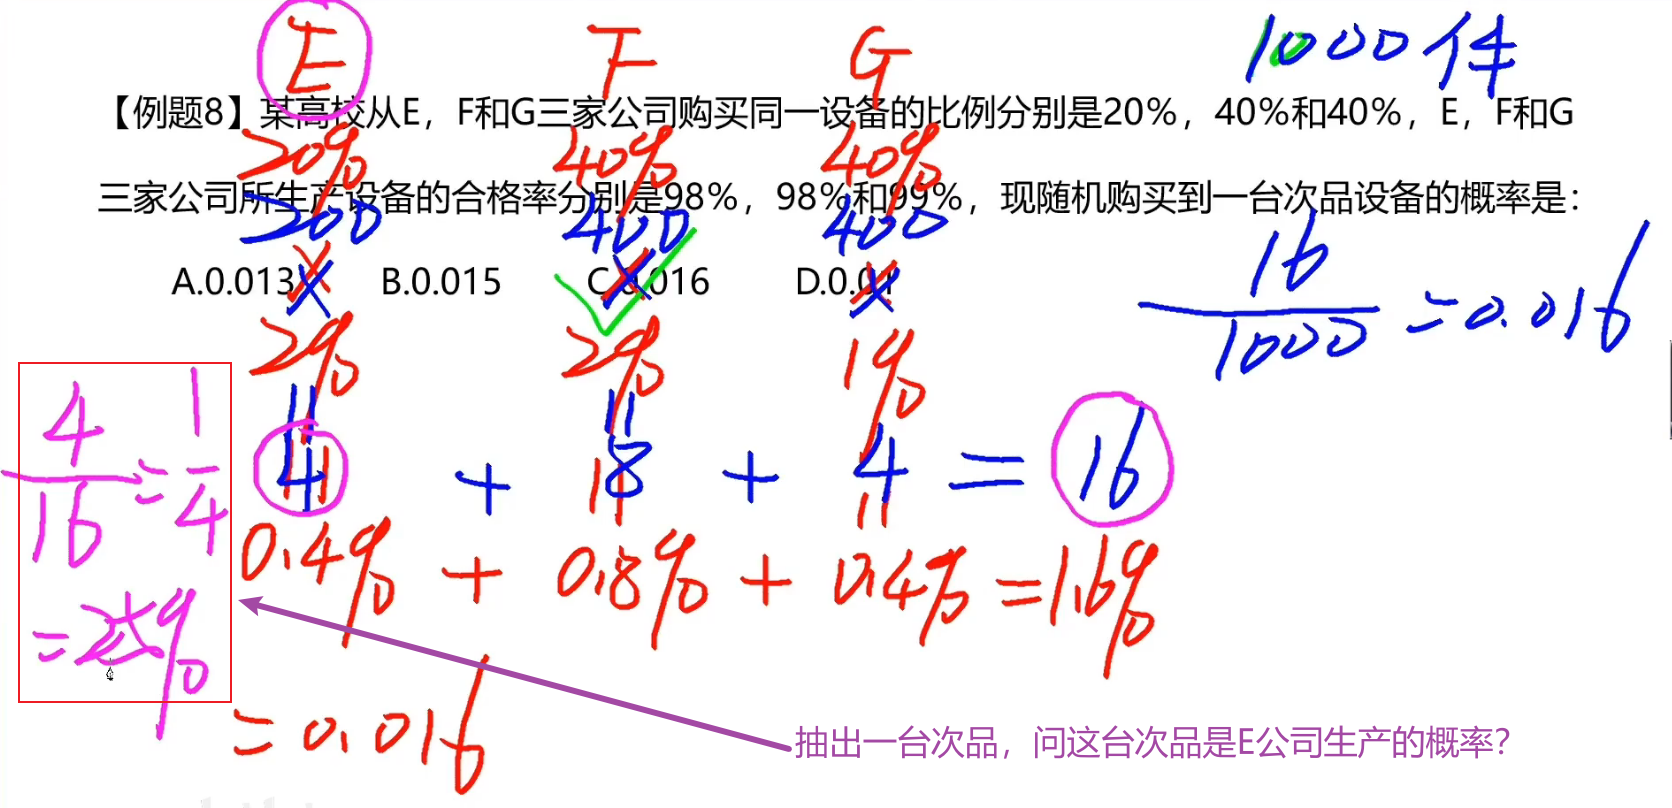 E F G
1000件
【例题8】某高校从E，F和G三家公司购买同一设备的比例分别是20%，40%和40%，E，F和G
20% 40% 40%
三家公司所生产设备的合格率分别是98%，98%和99%，现随机购买到一台次品设备的概率是：
200 400 400
A.0.013 B.0.015 C.0.016 D.0.01
× × ×
16/1000 = 0.016
2% 2% 1%
4 + 8 + 4 = 16
4/16 = 1/4
0.4% + 0.8% + 0.4% = 1.6%
= 25%
= 0.016
抽出一台次品，问这台次品是E公司生产的概率？